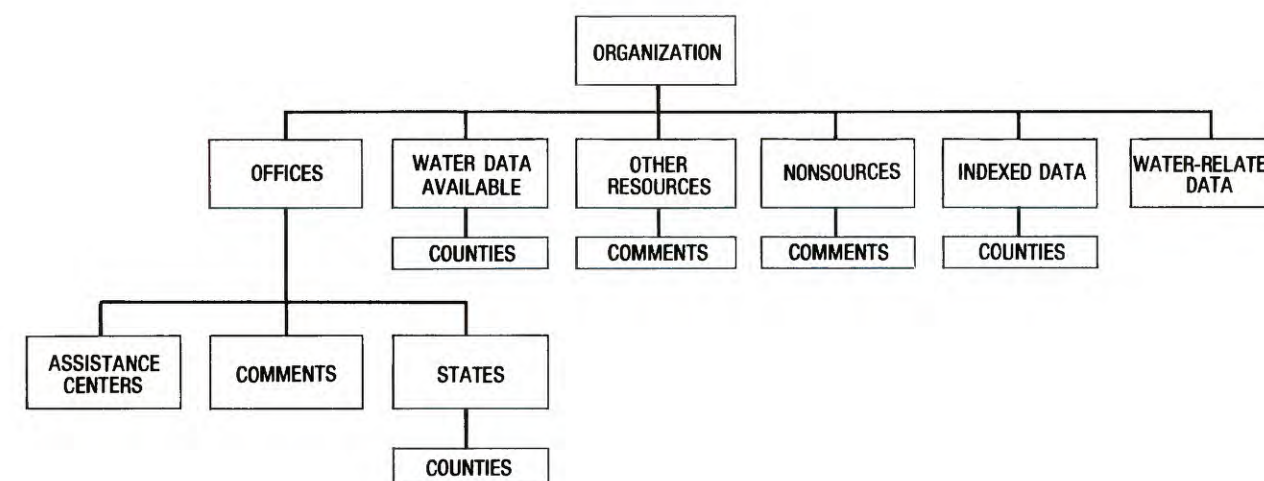 ORGANIZATION
OFFICES
WATER DATA
AVAILABLE
OTHER
RESOURCES
NONSOURCES
INDEXED DATA
WATER-RELATE
DATA
COUNTIES
COMMENTS
COMMENTS
COUNTIES
ASSISTANCE
CENTERS
COMMENTS
STATES
COUNTIES